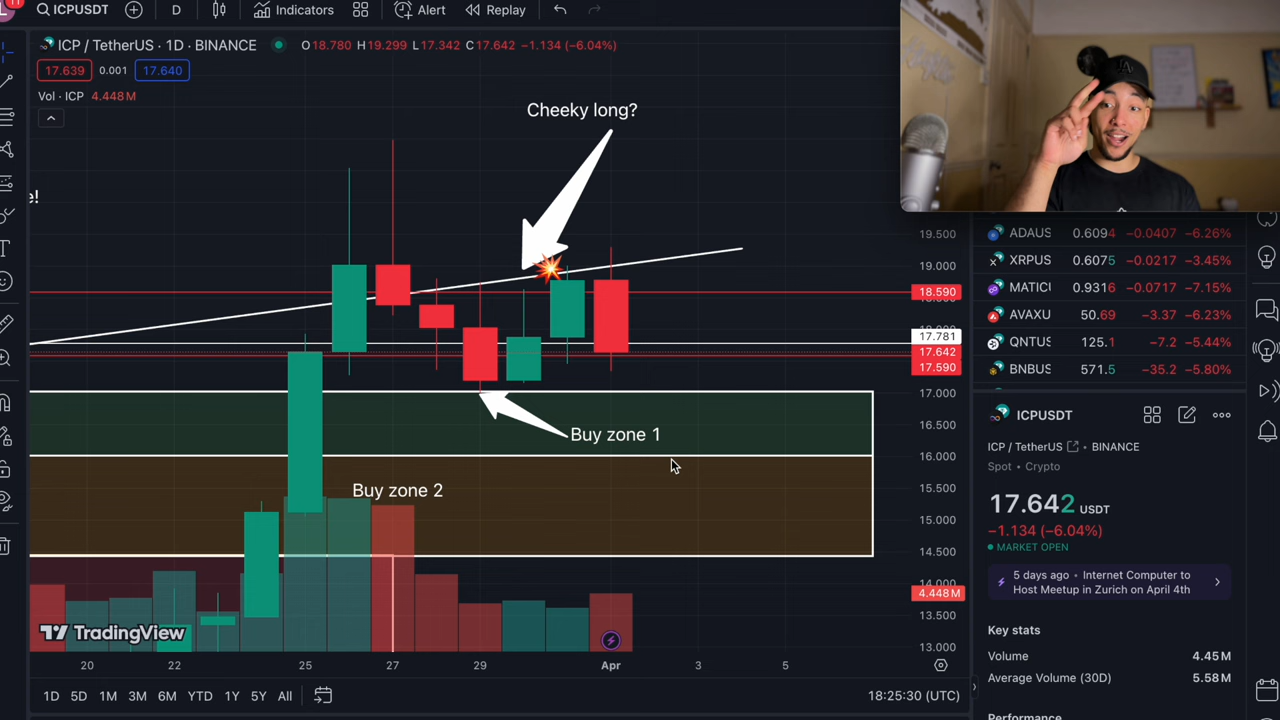 11
ICPUSDT
D
Indicators
Alert
Replay
ICP / TetherUS · 1D · BINANCE
O18.780 H19.299 L17.342 C17.642 −1.134 (−6.04%)
17.639
0.001
17.640
Vol · ICP 4.448M
Cheeky long?
e!
Buy zone 1
Buy zone 2
19.500
19.000
18.590
17.781
17.642
17.590
17.000
16.500
16.000
15.500
15.000
14.500
14.000
4.448M
13.500
13.000
TradingView
20
22
25
27
29
Apr
3
5
1D 5D 1M 3M 6M YTD 1Y 5Y All
18:25:30 (UTC)
LA
ADAUS 0.6094 −0.0407 −6.26%
XRPUS 0.6075 −0.0217 −3.45%
MATICI 0.9316 −0.0717 −7.15%
AVAXU 50.69 −3.37 −6.23%
QNTUS 125.1 −7.2 −5.44%
BNBUS 571.5 −35.2 −5.80%
ICPUSDT
ICP / TetherUS • BINANCE
Spot • Crypto
17.642 USDT
−1.134 (−6.04%)
MARKET OPEN
5 days ago • Internet Computer to
Host Meetup in Zurich on April 4th
Key stats
Volume 4.45M
Average Volume (30D) 5.58M
Performance